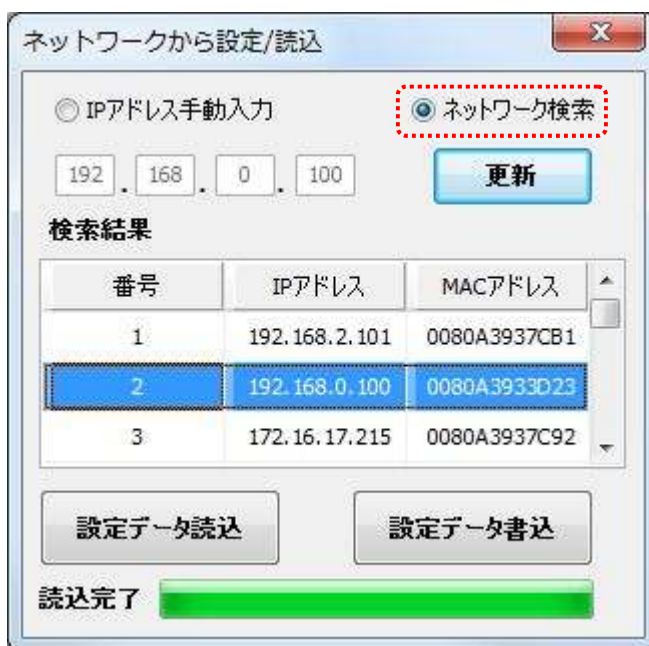 ネットワークから設定/読込
IPアドレス手動入力 ネットワーク検索
192 . 168 . 0 . 100 更新
検索結果
番号 IPアドレス MACアドレス
1 192.168.2.101 0080A3937CB1
2 192.168.0.100 0080A3933D23
3 172.16.17.215 0080A3937C92
設定データ読込 設定データ書込
読込完了